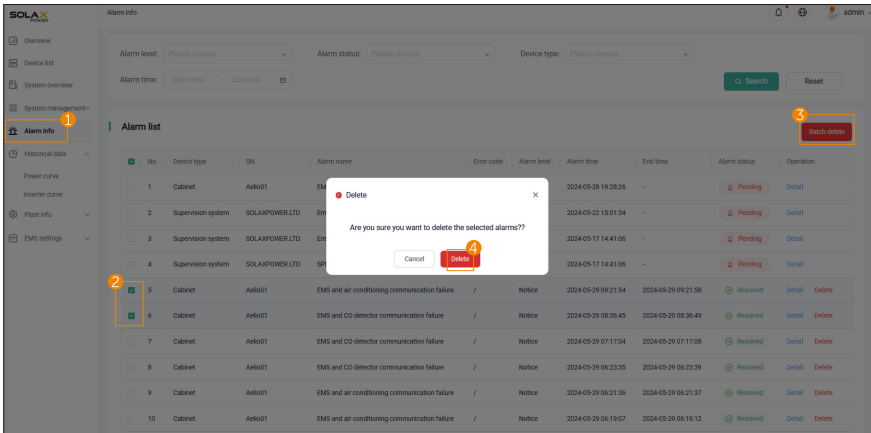 SOLAX
POWER
Alarm info
admin
Overview
Device list
System overview
System management
1
Alarm info
Historical data
Power curve
Inverter curve
Plant info
EMS settings
Alarm level: Please choose Alarm status: Please choose Device type: Please choose
Alarm time: Start date - End date Search Reset
Alarm list
3
Batch delete
No. Device type SN Alarm name Error code Alarm level Alarm time End time Alarm status Operation
1 Cabinet Aelio01 EM 2024-05-28 19:28:26 - Pending Detail
2 Supervision system SOLAXPOWER.LTD Em 2024-05-22 15:01:34 - Pending Detail
3 Supervision system SOLAXPOWER.LTD 2024-05-17 14:41:06 - Pending Detail
4 Supervision system SOLAXPOWER.LTD 2024-05-17 14:41:06 - Pending Detail
Delete
Are you sure you want to delete the selected alarms??
4
Cancel Delete
2
5 Cabinet Aelio01 EMS and air conditioning communication failure / Notice 2024-05-29 09:21:54 2024-05-29 09:21:58 Resolved Detail Delete
6 Cabinet Aelio01 EMS and CO detector communication failure / Notice 2024-05-29 08:36:45 2024-05-29 08:36:49 Resolved Detail Delete
7 Cabinet Aelio01 EMS and CO detector communication failure / Notice 2024-05-29 07:17:04 2024-05-29 07:17:08 Resolved Detail Delete
8 Cabinet Aelio01 EMS and CO detector communication failure / Notice 2024-05-29 06:23:35 2024-05-29 06:23:39 Resolved Detail Delete
9 Cabinet Aelio01 EMS and air conditioning communication failure / Notice 2024-05-29 06:21:36 2024-05-29 06:21:37 Resolved Detail Delete
10 Cabinet Aelio01 EMS and air conditioning communication failure / Notice 2024-05-29 06:19:07 2024-05-29 06:19:12 Resolved Detail Delete